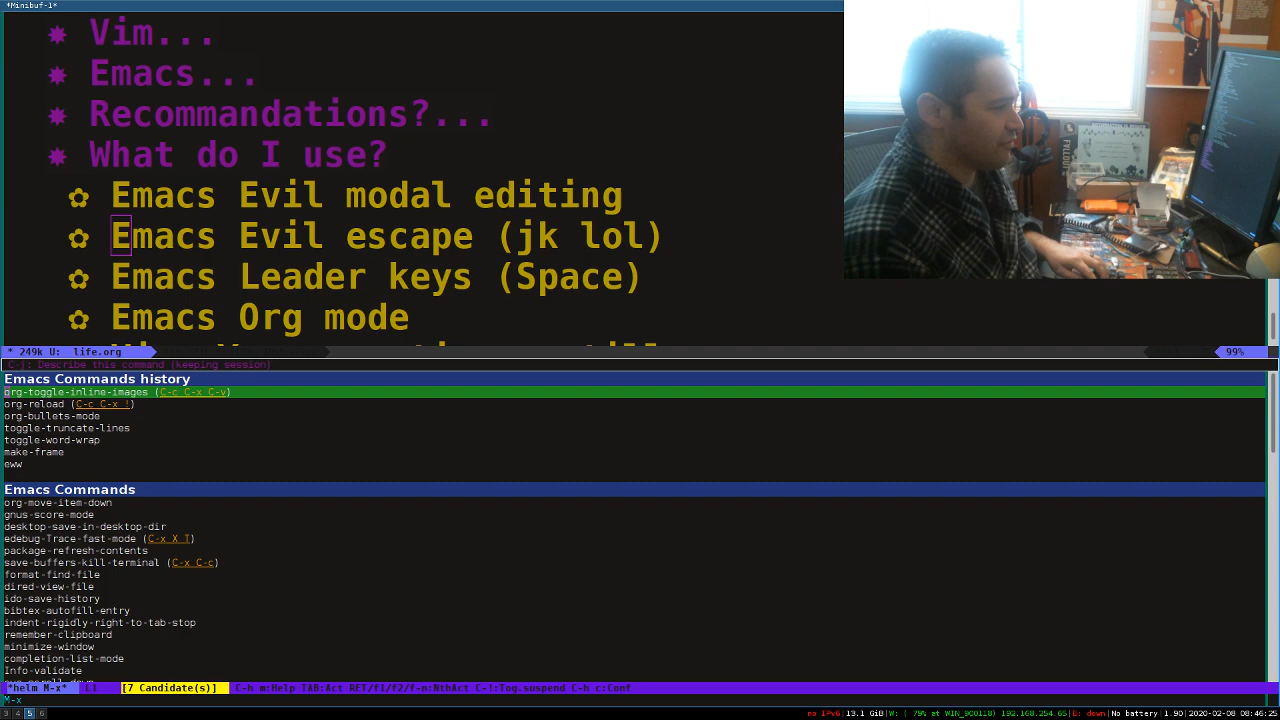 *Minibuf-1*
Vim...
Emacs...
Recommandations?...
What do I use?
Emacs Evil modal editing
Emacs Evil escape (jk lol)
Emacs Leader keys (Space)
Emacs Org mode
* 249k U: life.org 99%
C-j: Describe this command (keeping session)
Emacs Commands history
org-toggle-inline-images (C-c C-x C-v)
org-reload (C-c C-x !)
org-bullets-mode
toggle-truncate-lines
toggle-word-wrap
make-frame
eww
Emacs Commands
org-move-item-down
gnus-score-mode
desktop-save-in-desktop-dir
edebug-Trace-fast-mode (C-x X T)
package-refresh-contents
save-buffers-kill-terminal (C-x C-c)
format-find-file
dired-view-file
ido-save-history
bibtex-autofill-entry
indent-rigidly-right-to-tab-stop
remember-clipboard
minimize-window
completion-list-mode
Info-validate
*helm M-x* L1 [7 Candidate(s)] C-h m:Help TAB:Act RET/f1/f2/f-n:NthAct C-!:Tog.suspend C-h c:Conf
M-x
3 4 5 6 no IPv6|13.1 GiB|W: ( 79% at WIN_900118) 192.168.254.65|E: down|No battery|1.90|2020-02-08 08:46:25